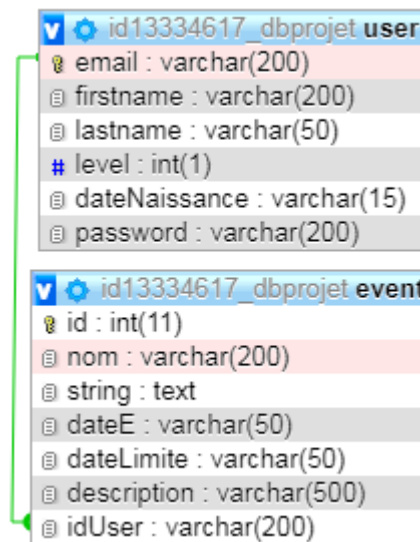 v id13334617_dbprojet user
email : varchar(200)
firstname : varchar(200)
lastname : varchar(50)
# level : int(1)
dateNaissance : varchar(15)
password : varchar(200)
v id13334617_dbprojet event
id : int(11)
nom : varchar(200)
string : text
dateE : varchar(50)
dateLimite : varchar(50)
description : varchar(500)
idUser : varchar(200)